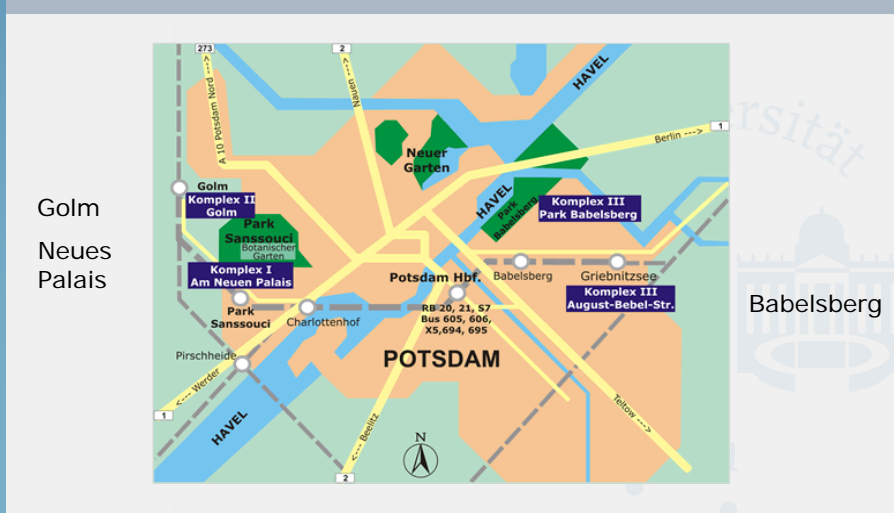 273
2
HAVEL
<---- Nauen
A 10 Potsdam Nord ---->
Berlin --->
1
Neuer
Garten
Golm
Komplex II
Golm
HAVEL
Park
Babelsberg
Komplex III
Park Babelsberg
Golm
Neues
Palais
Park
Sanssouci
Botanischer
Garten
Komplex I
Am Neuen Palais
Potsdam Hbf.
Babelsberg
Griebnitzsee
Komplex III
August-Bebel-Str.
Babelsberg
Park
Sanssouci
Charlottenhof
RB 20, 21, S7
Bus 605, 606,
X5,694, 695
Pirschheide
POTSDAM
<---- Werder
1
HAVEL
<---- Beelitz
Teltow --->
N
2